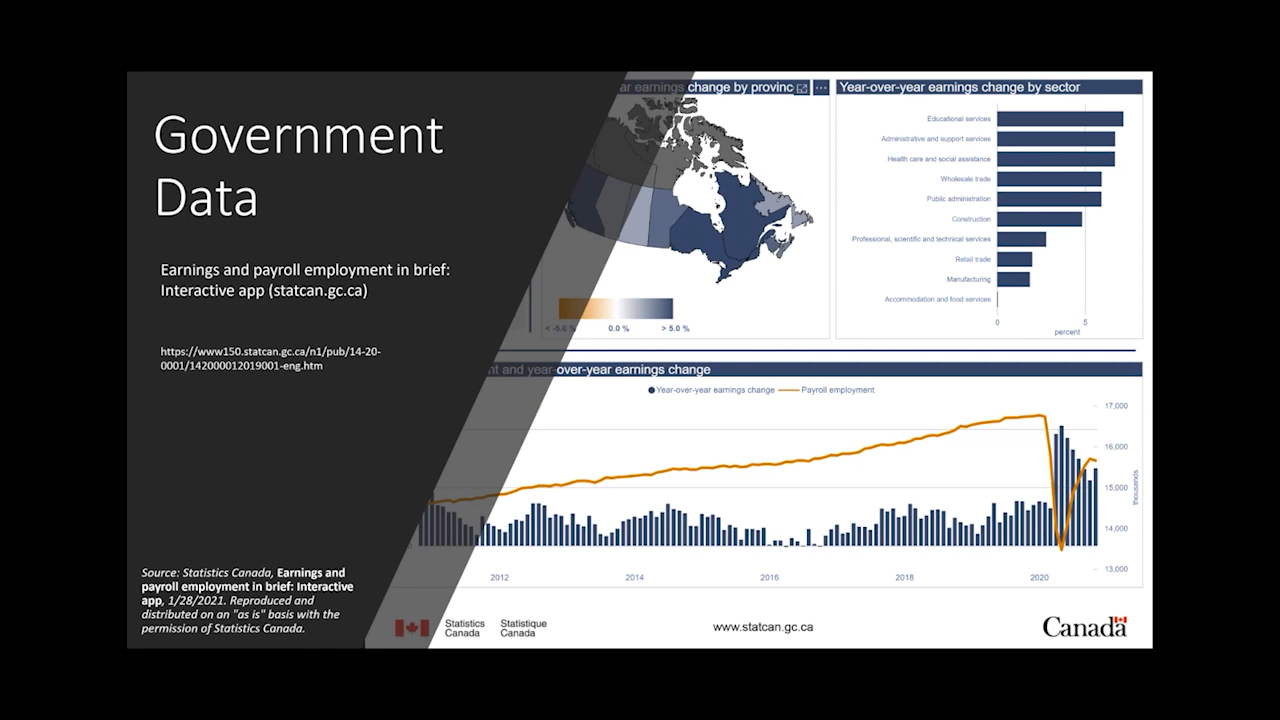 Government
Data
Earnings and payroll employment in brief:
Interactive app (statcan.gc.ca)
https://www150.statcan.gc.ca/n1/pub/14-20-
0001/142000012019001-eng.htm
Source: Statistics Canada, Earnings and
payroll employment in brief: Interactive
app, 1/28/2021. Reproduced and
distributed on an "as is" basis with the
permission of Statistics Canada.
ar earnings change by provinc
< -5.0 % 0.0 % > 5.0 %
Year-over-year earnings change by sector
Educational services
Administrative and support services
Health care and social assistance
Wholesale trade
Public administration
Construction
Professional, scientific and technical services
Retail trade
Manufacturing
Accommodation and food services
0 5
percent
nt and year-over-year earnings change
Year-over-year earnings change Payroll employment
17,000
16,000
15,000
14,000
13,000
thousands
2012 2014 2016 2018 2020
Statistics Statistique
Canada Canada
www.statcan.gc.ca
Canada